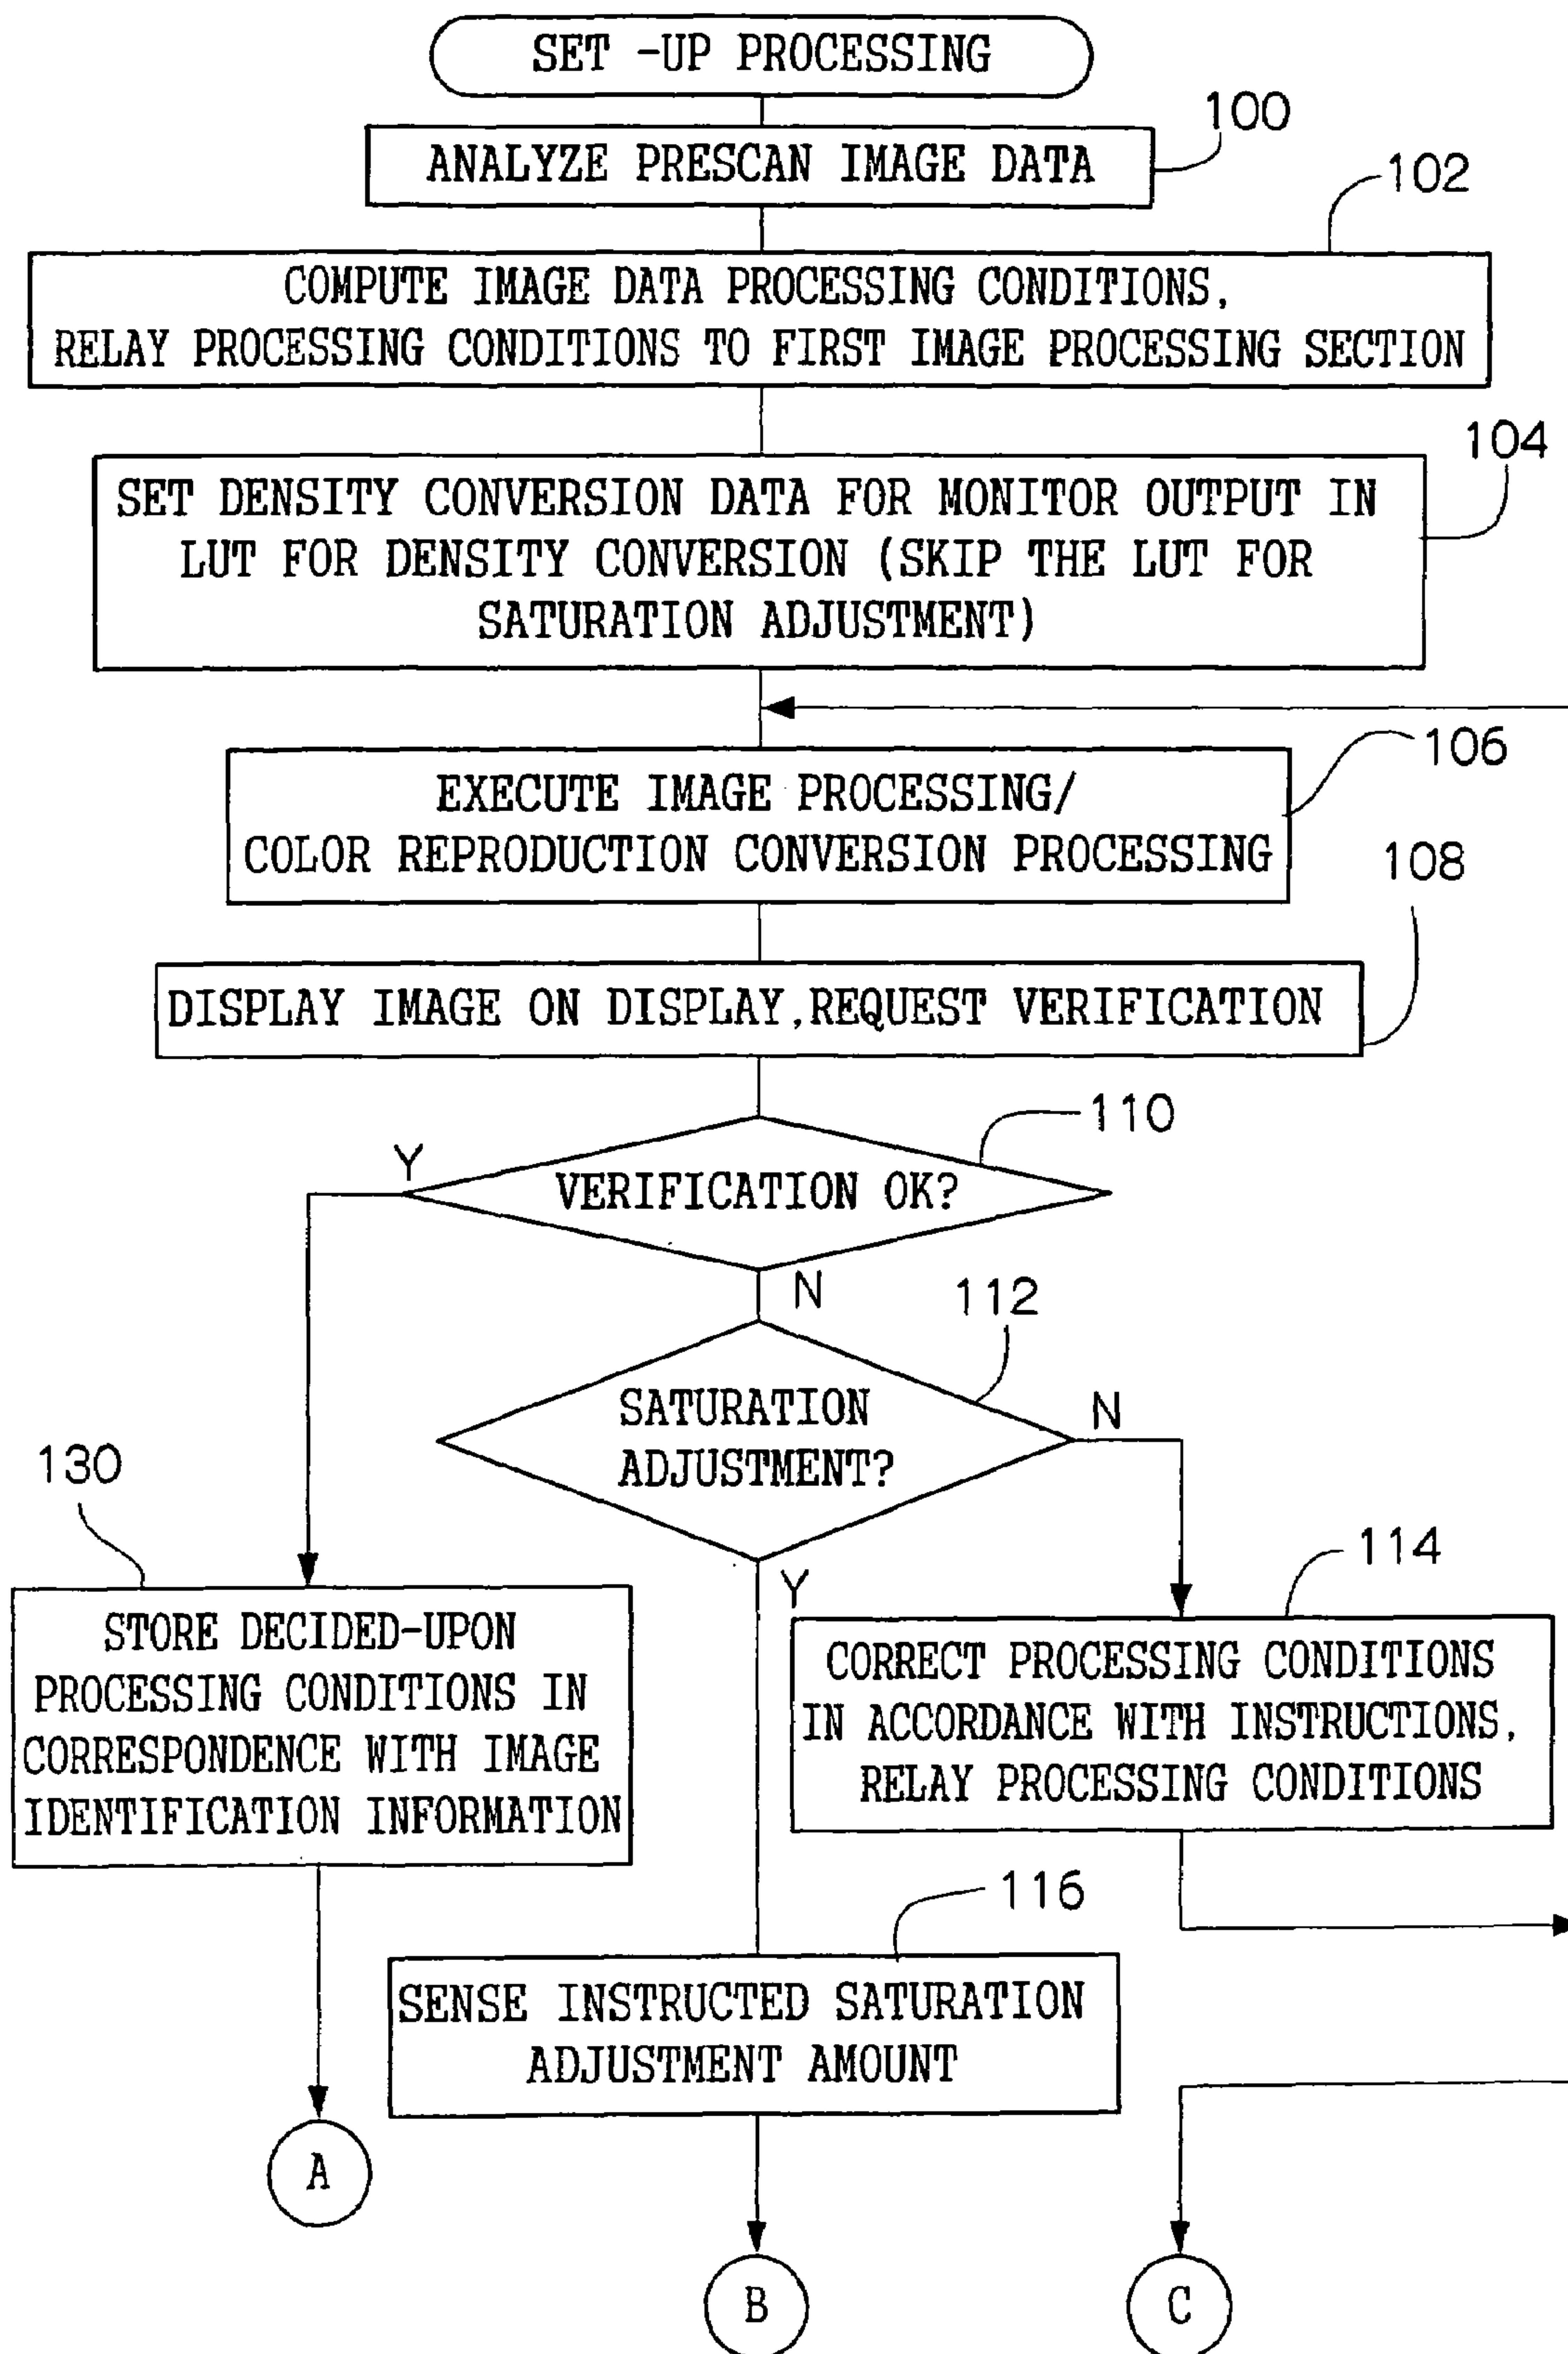 SET -UP PROCESSING
100
ANALYZE PRESCAN IMAGE DATA
102
COMPUTE IMAGE DATA PROCESSING CONDITIONS,
RELAY PROCESSING CONDITIONS TO FIRST IMAGE PROCESSING SECTION
104
SET DENSITY CONVERSION DATA FOR MONITOR OUTPUT IN
LUT FOR DENSITY CONVERSION (SKIP THE LUT FOR
SATURATION ADJUSTMENT)
106
EXECUTE IMAGE PROCESSING/
COLOR REPRODUCTION CONVERSION PROCESSING
108
DISPLAY IMAGE ON DISPLAY,REQUEST VERIFICATION
110
Y
VERIFICATION OK?
N
112
SATURATION
ADJUSTMENT?
N
Y
130
STORE DECIDED-UPON
PROCESSING CONDITIONS IN
CORRESPONDENCE WITH IMAGE
IDENTIFICATION INFORMATION
114
CORRECT PROCESSING CONDITIONS
IN ACCORDANCE WITH INSTRUCTIONS,
RELAY PROCESSING CONDITIONS
116
SENSE INSTRUCTED SATURATION
ADJUSTMENT AMOUNT
A
B
C